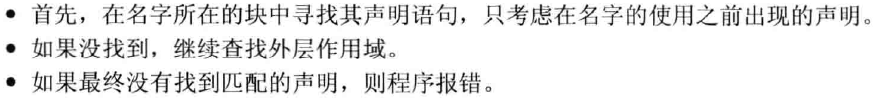 • 首先，在名字所在的块中寻找其声明语句，只考虑在名字的使用之前出现的声明。
• 如果没找到，继续查找外层作用域。
• 如果最终没有找到匹配的声明，则程序报错。